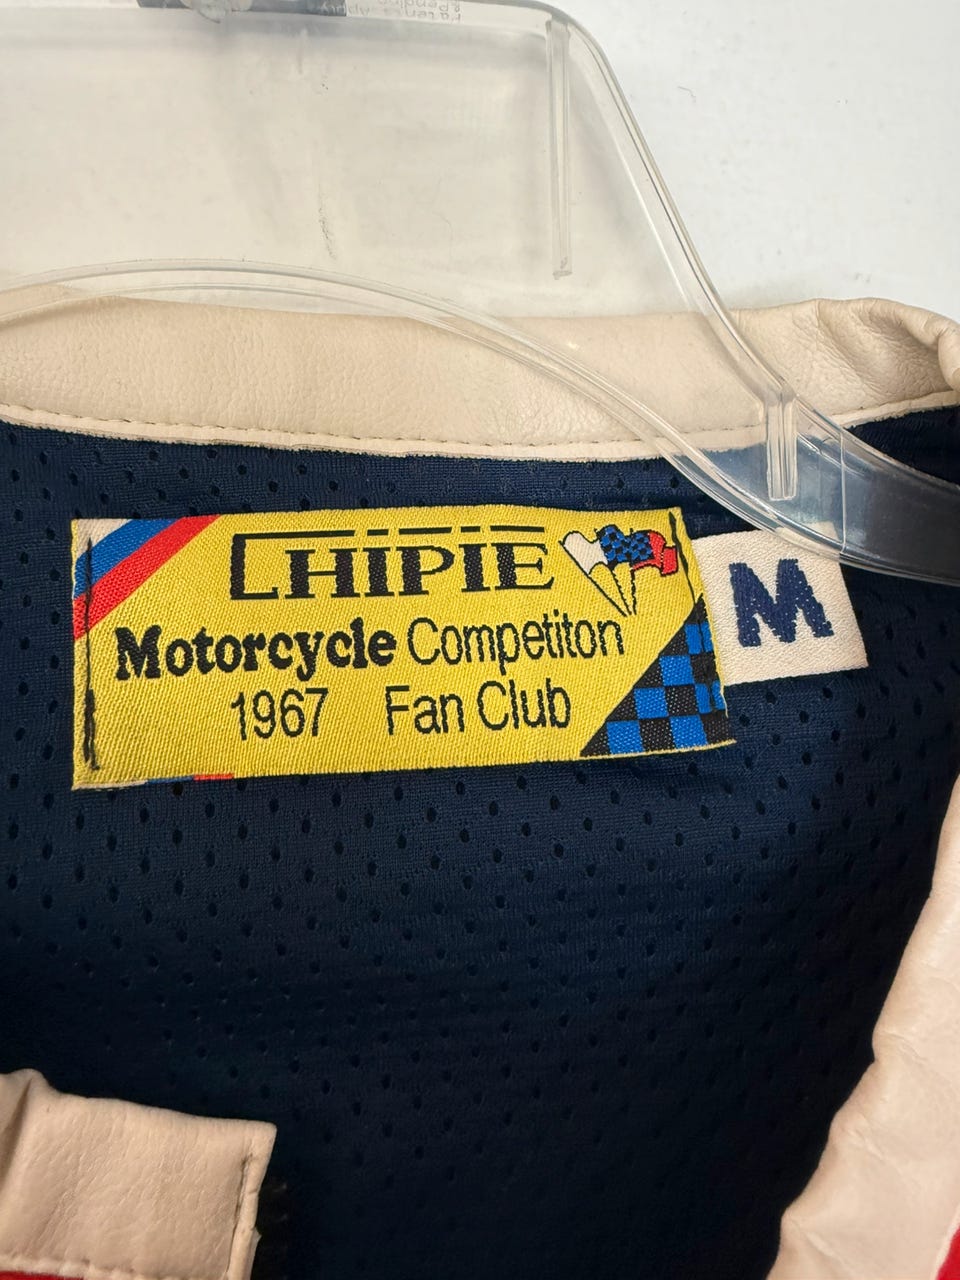 CHIPIE
Motorcycle Competiton
1967 Fan Club
M